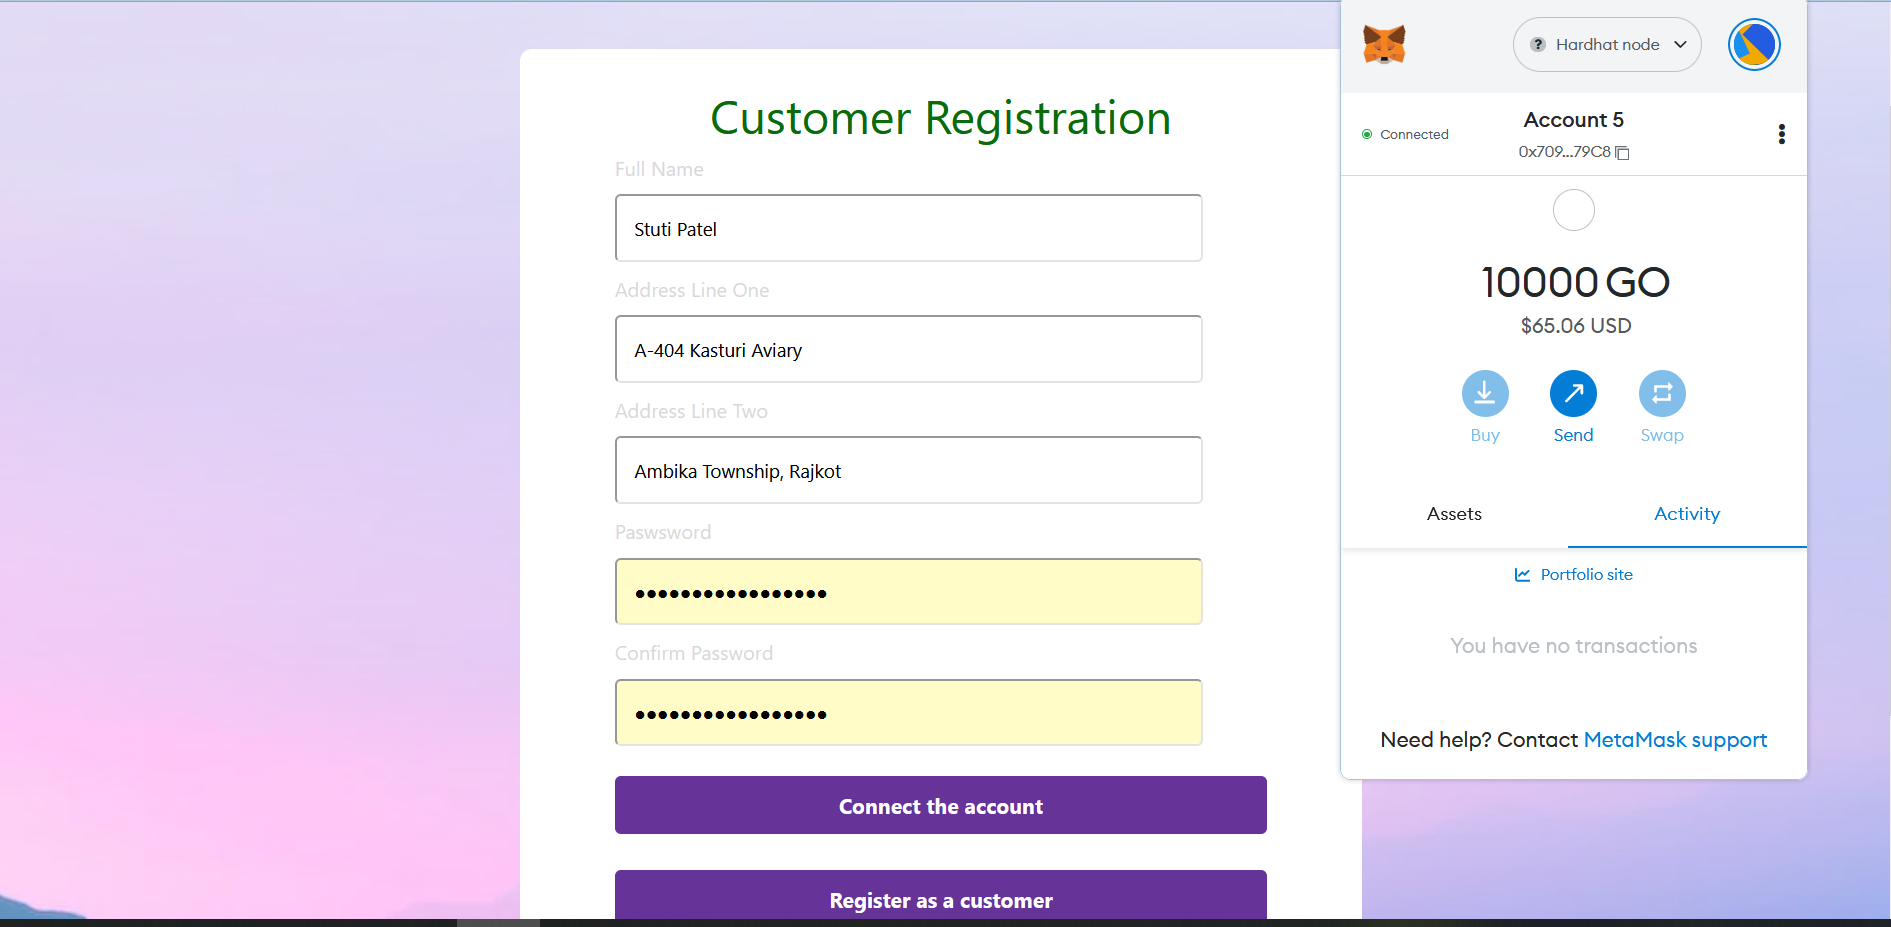 Customer Registration
Full Name
Stuti Patel
Address Line One
A-404 Kasturi Aviary
Address Line Two
Ambika Township, Rajkot
Paswsword
•••••••••••••••••
Confirm Password
•••••••••••••••••
Connect the account
Register as a customer
? Hardhat node
Connected
Account 5
0x709...79C8
10000 GO
$65.06 USD
Buy Send Swap
Assets Activity
Portfolio site
You have no transactions
Need help? Contact MetaMask support